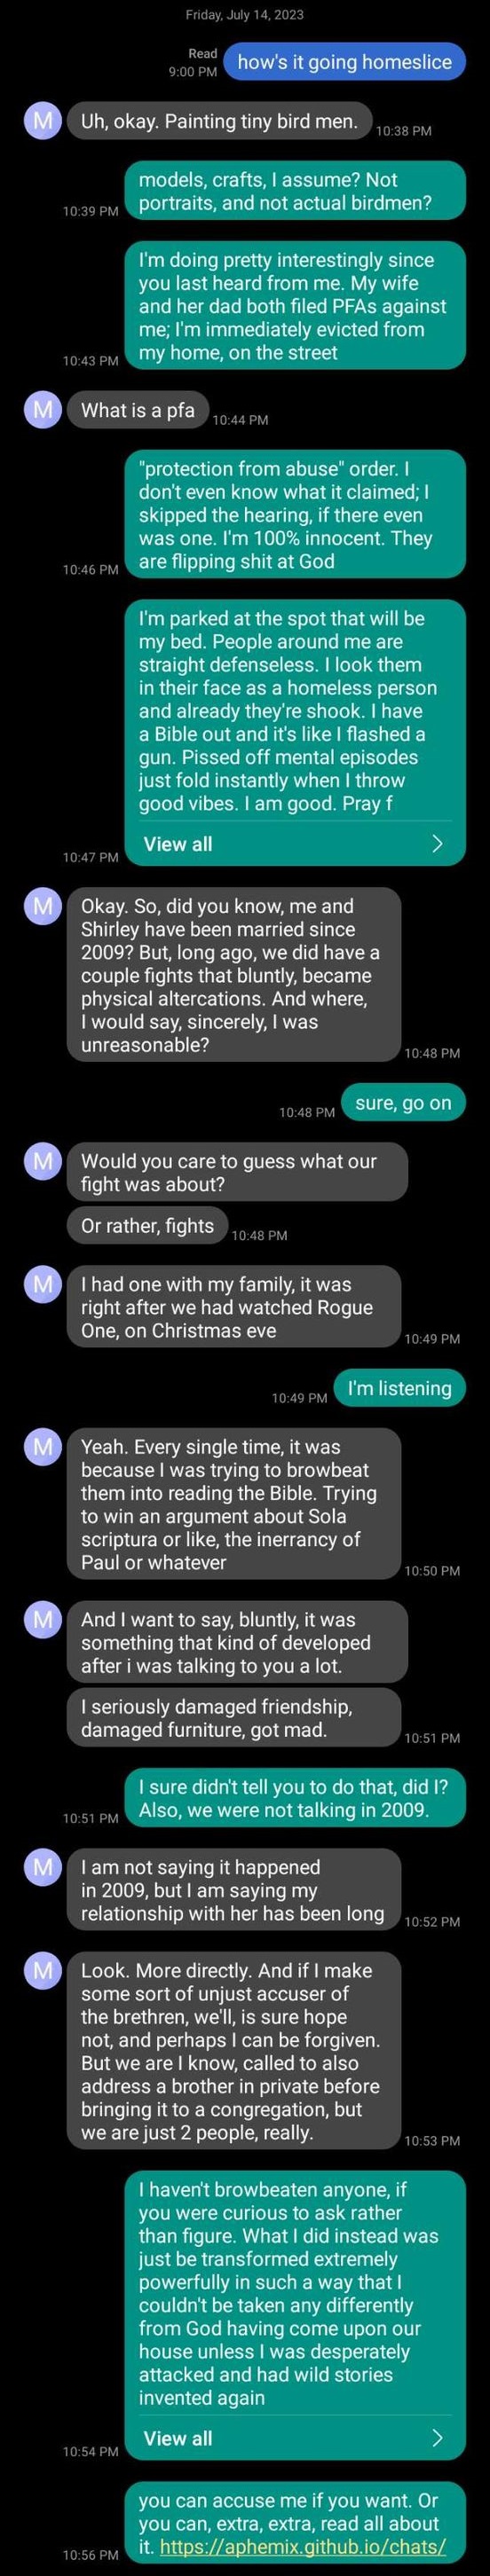 Friday, July 14, 2023
Read
9:00 PM
how's it going homeslice
M
Uh, okay. Painting tiny bird men.
10:38 PM
models, crafts, I assume? Not
portraits, and not actual birdmen?
10:39 PM
I'm doing pretty interestingly since
you last heard from me. My wife
and her dad both filed PFAs against
me; I'm immediately evicted from
my home, on the street
10:43 PM
M
What is a pfa
10:44 PM
"protection from abuse" order. I
don't even know what it claimed; I
skipped the hearing, if there even
was one. I'm 100% innocent. They
are flipping shit at God
10:46 PM
I'm parked at the spot that will be
my bed. People around me are
straight defenseless. I look them
in their face as a homeless person
and already they're shook. I have
a Bible out and it's like I flashed a
gun. Pissed off mental episodes
just fold instantly when I throw
good vibes. I am good. Pray f
View all
10:47 PM
M
Okay. So, did you know, me and
Shirley have been married since
2009? But, long ago, we did have a
couple fights that bluntly, became
physical altercations. And where,
I would say, sincerely, I was
unreasonable?
10:48 PM
sure, go on
10:48 PM
M
Would you care to guess what our
fight was about?
Or rather, fights
10:48 PM
M
I had one with my family, it was
right after we had watched Rogue
One, on Christmas eve
10:49 PM
I'm listening
10:49 PM
M
Yeah. Every single time, it was
because I was trying to browbeat
them into reading the Bible. Trying
to win an argument about Sola
scriptura or like, the inerrancy of
Paul or whatever
10:50 PM
M
And I want to say, bluntly, it was
something that kind of developed
after i was talking to you a lot.
I seriously damaged friendship,
damaged furniture, got mad.
10:51 PM
I sure didn't tell you to do that, did I?
Also, we were not talking in 2009.
10:51 PM
M
I am not saying it happened
in 2009, but I am saying my
relationship with her has been long
10:52 PM
M
Look. More directly. And if I make
some sort of unjust accuser of
the brethren, we'll, is sure hope
not, and perhaps I can be forgiven.
But we are I know, called to also
address a brother in private before
bringing it to a congregation, but
we are just 2 people, really.
10:53 PM
I haven't browbeaten anyone, if
you were curious to ask rather
than figure. What I did instead was
just be transformed extremely
powerfully in such a way that I
couldn't be taken any differently
from God having come upon our
house unless I was desperately
attacked and had wild stories
invented again
View all
10:54 PM
you can accuse me if you want. Or
you can, extra, extra, read all about
it. https://aphemix.github.io/chats/
10:56 PM